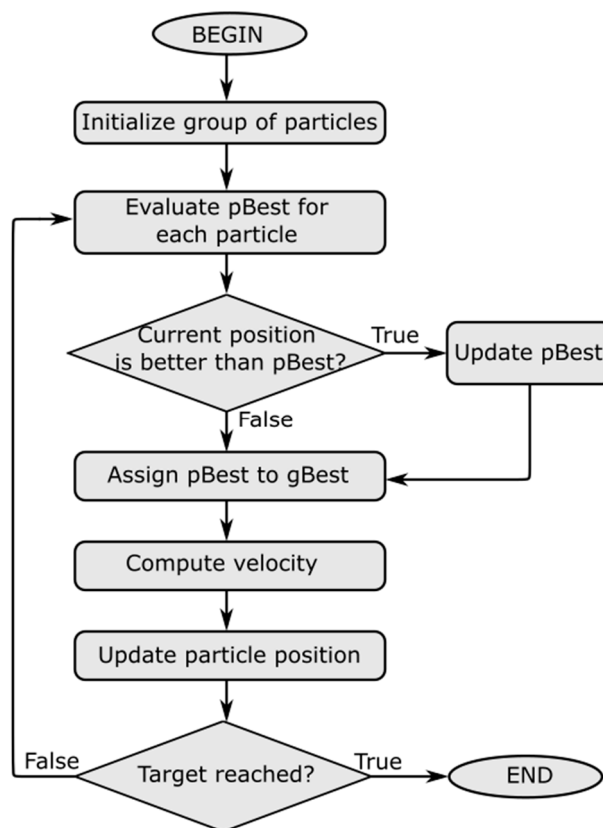 BEGIN
Initialize group of particles
Evaluate pBest for
each particle
Current position
is better than pBest?
True
Update pBest
False
Assign pBest to gBest
Compute velocity
Update particle position
False
Target reached?
True
END